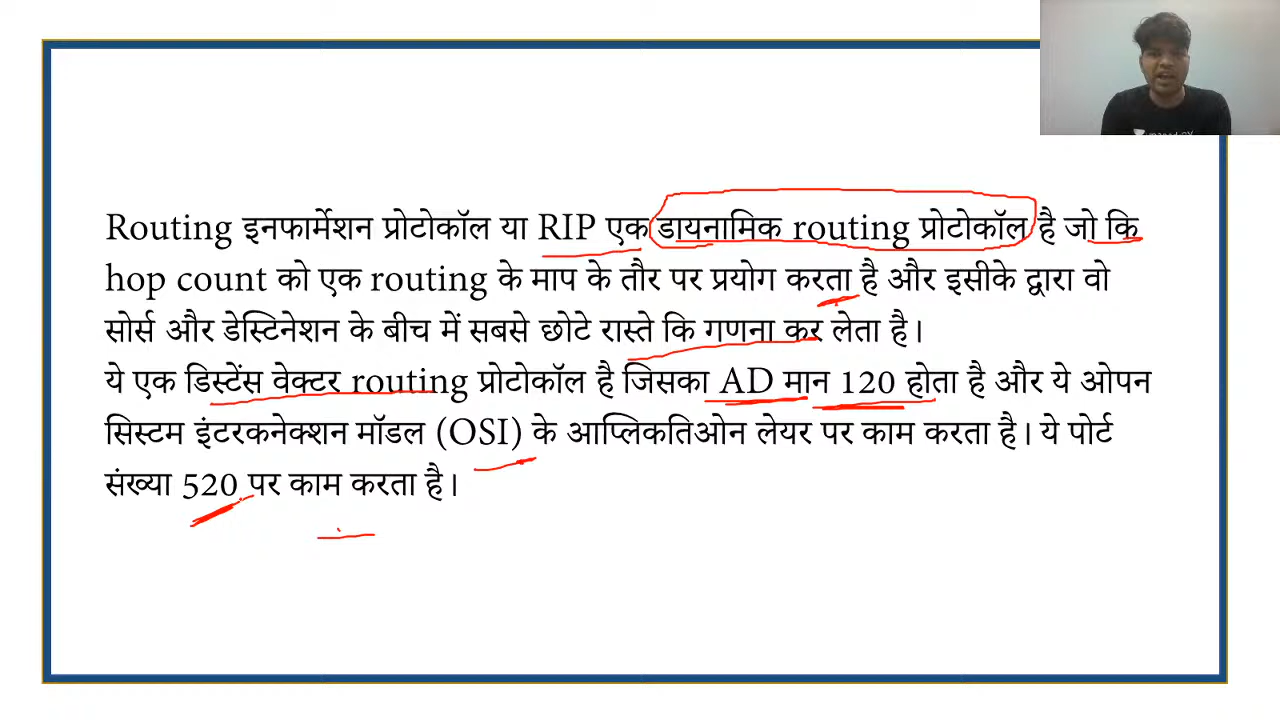 Routing इनफार्मेशन प्रोटोकॉल या RIP एक डायनामिक routing प्रोटोकॉल है जो कि
hop count को एक routing के माप के तौर पर प्रयोग करता है और इसीके द्वारा वो
सोर्स और डेस्टिनेशन के बीच में सबसे छोटे रास्ते कि गणना कर लेता है।
ये एक डिस्टेंस वेक्टर routing प्रोटोकॉल है जिसका AD मान 120 होता है और ये ओपन
सिस्टम इंटरकनेक्शन मॉडल (OSI) के आप्लिकतिओन लेयर पर काम करता है। ये पोर्ट
संख्या 520 पर काम करता है।